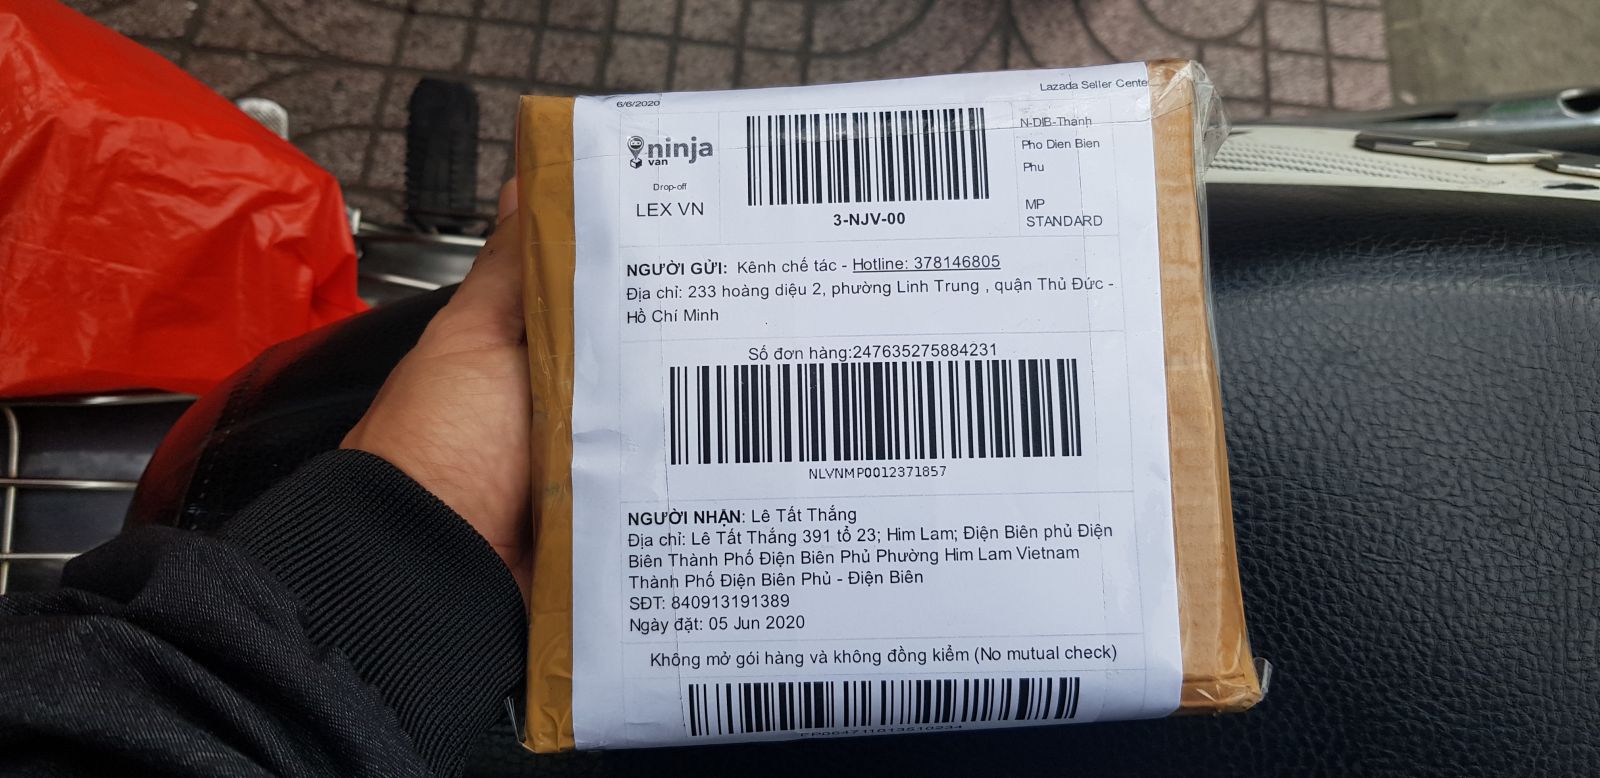 6/6/2020
Lazada Seller Cente
ninja
van
Drop-off
LEX VN
3-NJV-00
N-DIB-Thanh
Pho Dien Bien
Phu
MP
STANDARD
NGƯỜI GỬI: Kênh chế tác - Hotline: 378146805
Địa chỉ: 233 hoàng diệu 2, phường Linh Trung , quận Thủ Đức -
Hồ Chí Minh
Số đơn hàng:247635275884231
NLVNMP0012371857
NGƯỜI NHẬN: Lê Tất Thắng
Địa chỉ: Lê Tất Thắng 391 tổ 23; Him Lam; Điện Biên phủ Điện
Biên Thành Phố Điện Biên Phủ Phường Him Lam Vietnam
Thành Phố Điện Biên Phủ - Điện Biên
SĐT: 840913191389
Ngày đặt: 05 Jun 2020
Không mở gói hàng và không đồng kiểm (No mutual check)